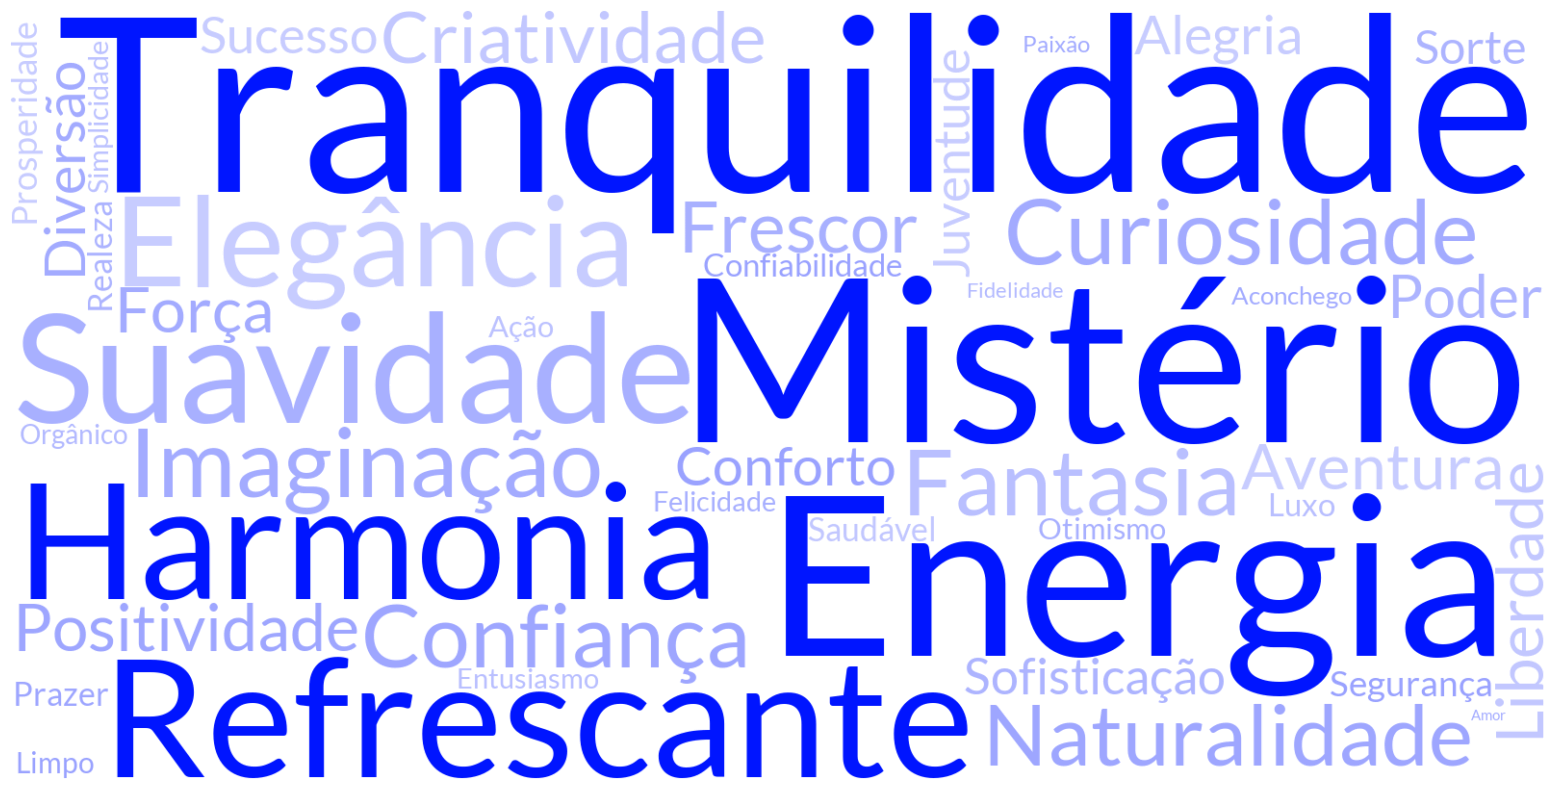 Tranquilidade
Sucesso
Criatividade
Paixão
Alegria
Sorte
Prosperidade
Diversão
Simplicidade
Realeza
Juventude
Elegância
Frescor
Curiosidade
Confiabilidade
Fidelidade
Aconchego
Poder
Força
Ação
Suavidade
Mistério
Orgânico
Imaginação
Conforto
Fantasia
Aventura
Felicidade
Luxo
Saudável
Otimismo
Harmonia
Energia
Liberdade
Positividade
Confiança
Entusiasmo
Sofisticação
Segurança
Prazer
Refrescante
Naturalidade
Amor
Limpo